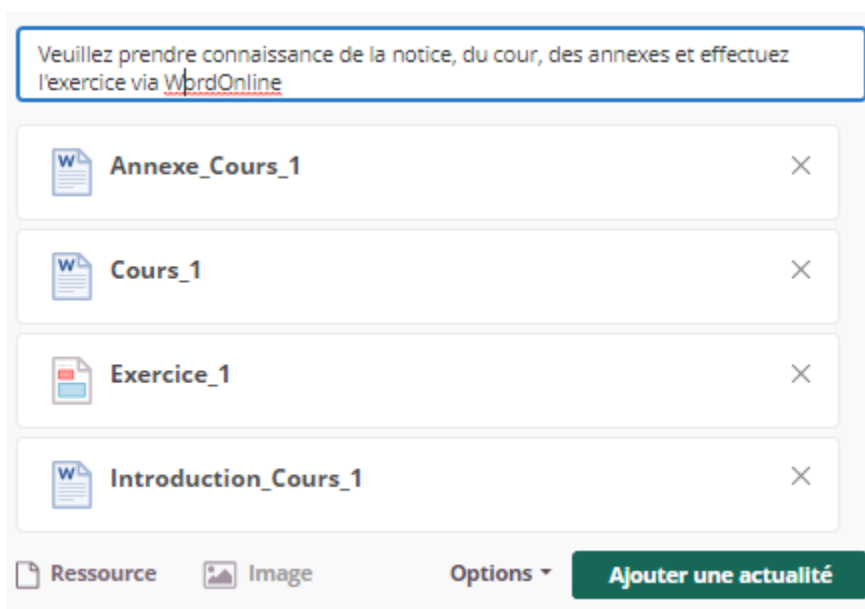 Veuillez prendre connaissance de la notice, du cour, des annexes et effectuez
l'exercice via WordOnline
Annexe_Cours_1
Cours_1
Exercice_1
Introduction_Cours_1
Ressource Image Options Ajouter une actualité